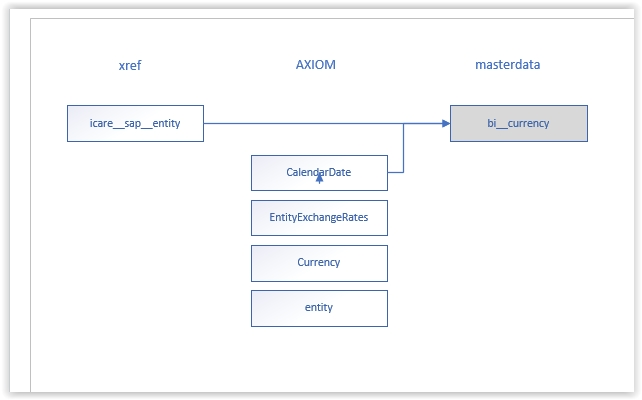 xref
AXIOM
masterdata
icare__sap__entity
bi__currency
CalendarDate
EntityExchangeRates
Currency
entity